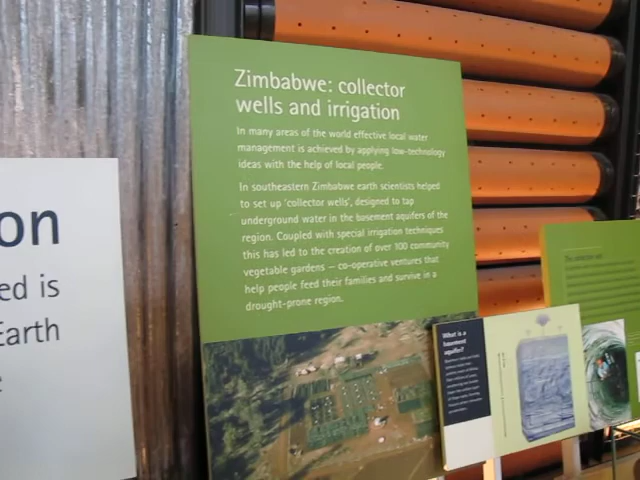 Zimbabwe: collector
wells and irrigation
In many areas of the world effective local water
management is achieved by applying low-technology
ideas with the help of local people.
In southeastern Zimbabwe earth scientists helped
to set up 'collector wells', designed to tap
underground water in the basement aquifers of the
region. Coupled with special irrigation techniques
this has led to the creation of over 100 community
vegetable gardens – co-operative ventures that
help people feed their families and survive in a
drought-prone region.
on
ed is
Earth
e
What is a
basement
aquifer?